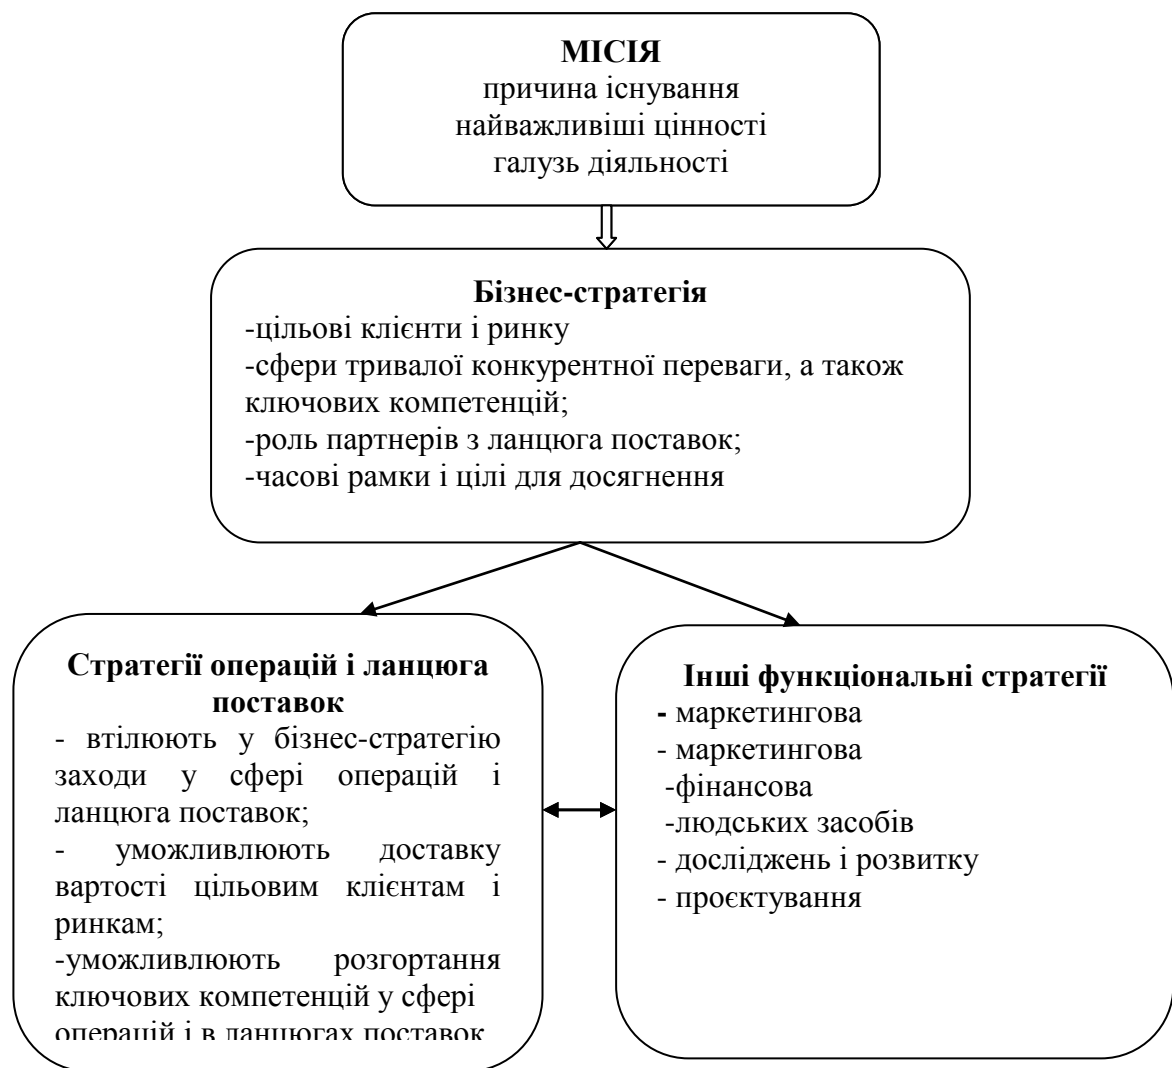 МІСІЯ
причина існування
найважливіші цінності
галузь діяльності
Бізнес-стратегія
-цільові клієнти і ринку
-сфери тривалої конкурентної переваги, а також
ключових компетенцій;
-роль партнерів з ланцюга поставок;
-часові рамки і цілі для досягнення
Стратегії операцій і ланцюга
поставок
- втілюють у бізнес-стратегію
заходи у сфері операцій і
ланцюга поставок;
- уможливлюють доставку
вартості цільовим клієнтам і
ринкам;
-уможливлюють розгортання
ключових компетенцій у сфері
операцій і в ланцюгах поставок
Інші функціональні стратегії
- маркетингова
- маркетингова
-фінансова
-людських засобів
- досліджень і розвитку
- проєктування